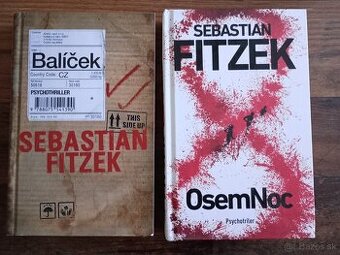 Balíček
Country Code: CZ
PSYCHOTHRILLER
THIS
SIDE UP
SEBASTIAN
FITZEK
SEBASTIAN
FITZEK
OsemNoc
Psychotriler